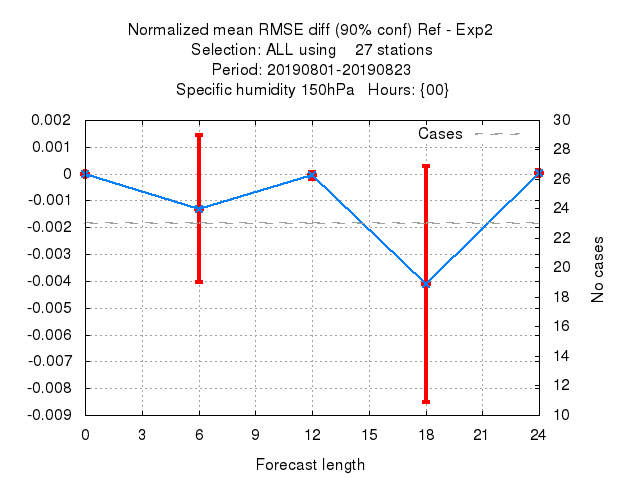 Normalized mean RMSE diff (90% conf) Ref - Exp2
Selection: ALL using    27 stations
Period: 20190801-20190823
Specific humidity 150hPa   Hours: {00}
Cases
0.002
0.001
0
-0.001
-0.002
-0.003
-0.004
-0.005
-0.006
-0.007
-0.008
-0.009
30
28
26
24
22
20
18
16
14
12
10
No cases
0 3 6 9 12 15 18 21 24
Forecast length